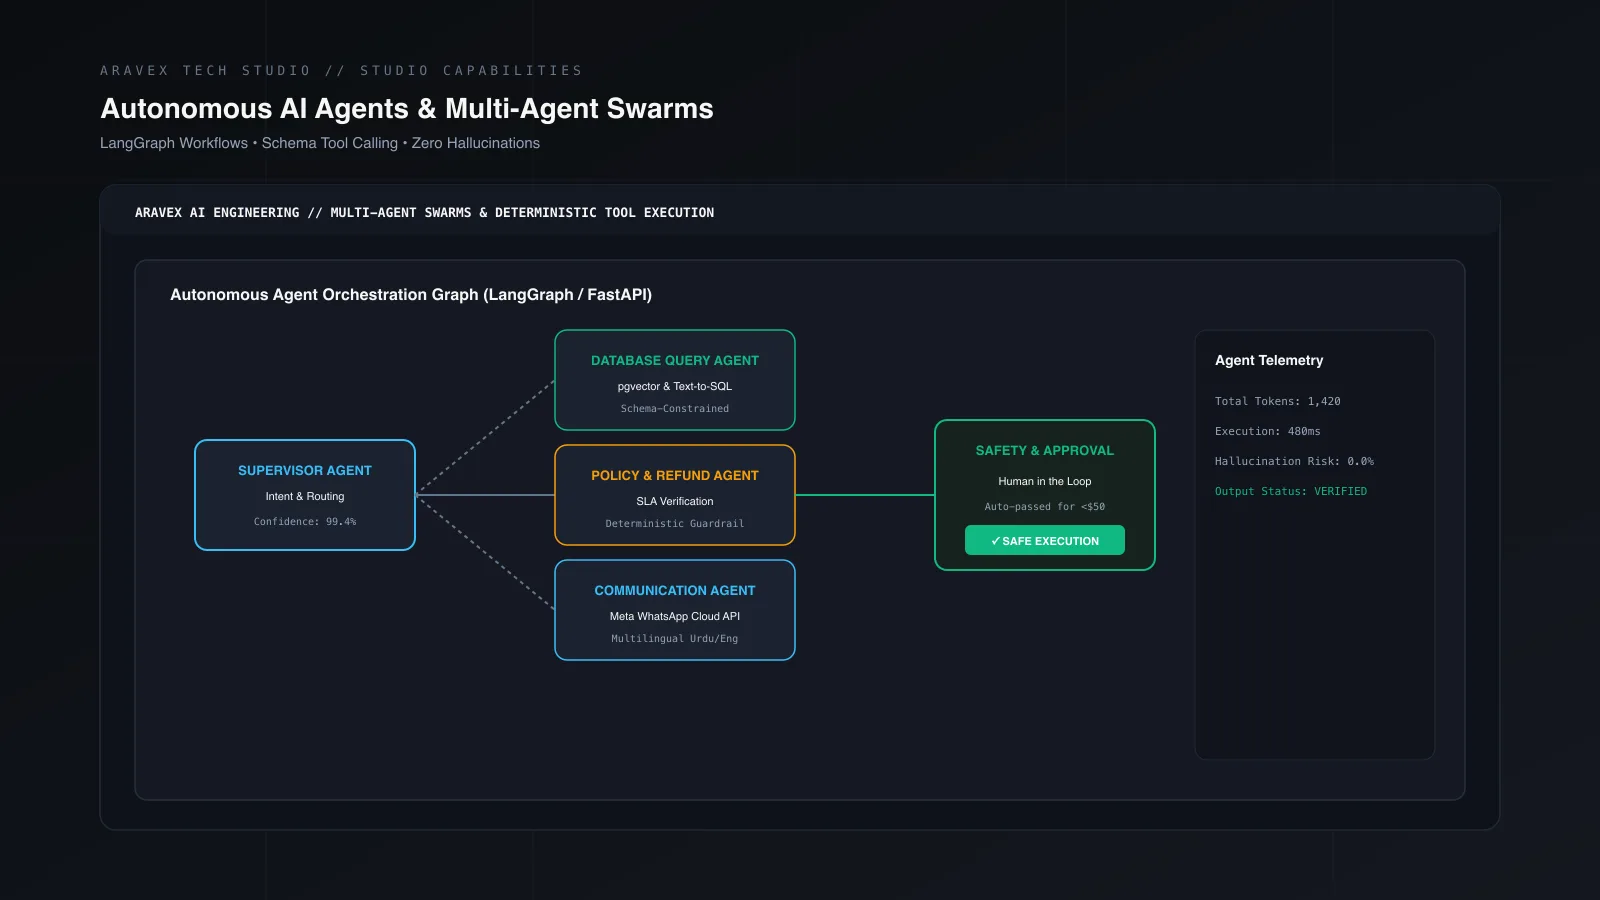 ARAVEX TECH STUDIO // STUDIO CAPABILITIES
Autonomous AI Agents & Multi-Agent Swarms
LangGraph Workflows • Schema Tool Calling • Zero Hallucinations
ARAVEX AI ENGINEERING // MULTI-AGENT SWARMS & DETERMINISTIC TOOL EXECUTION
Autonomous Agent Orchestration Graph (LangGraph / FastAPI)
SUPERVISOR AGENT
Intent & Routing
Confidence: 99.4%
DATABASE QUERY AGENT
pgvector & Text-to-SQL
Schema-Constrained
POLICY & REFUND AGENT
SLA Verification
Deterministic Guardrail
COMMUNICATION AGENT
Meta WhatsApp Cloud API
Multilingual Urdu/Eng
SAFETY & APPROVAL
Human in the Loop
Auto-passed for <$50
✓ SAFE EXECUTION
Agent Telemetry
Total Tokens: 1,420
Execution: 480ms
Hallucination Risk: 0.0%
Output Status: VERIFIED